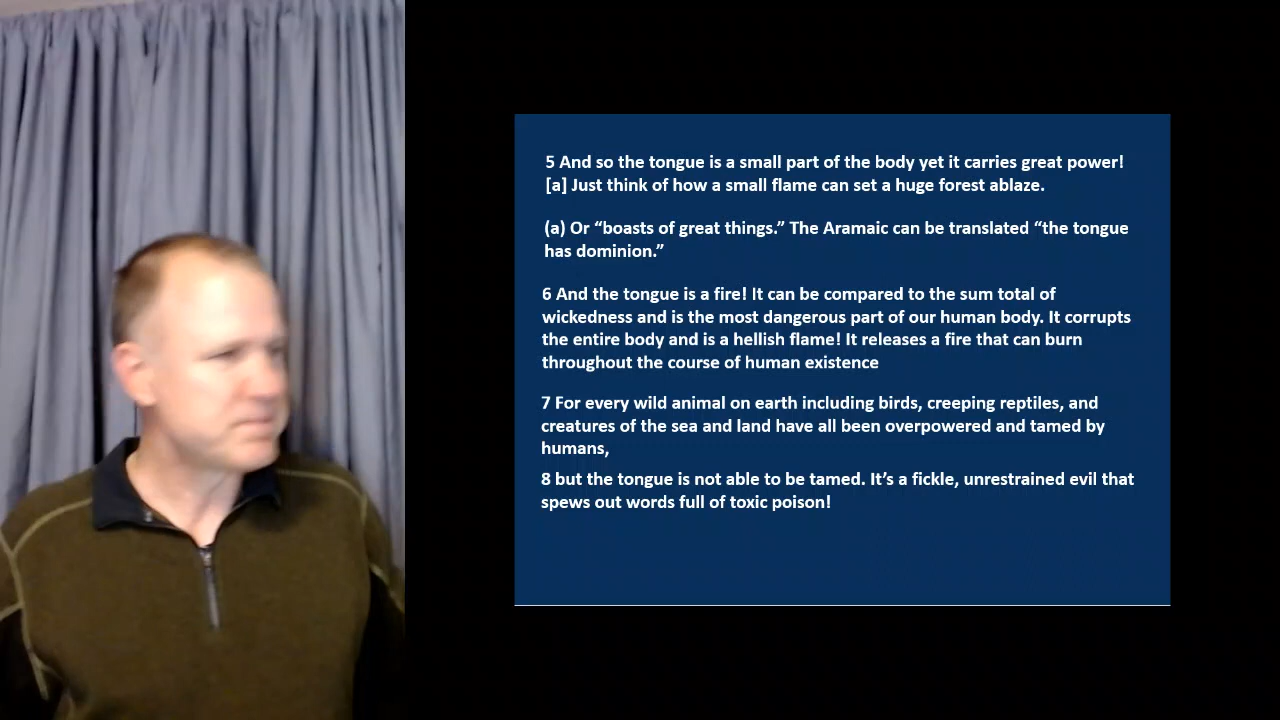 5 And so the tongue is a small part of the body yet it carries great power!
[a] Just think of how a small flame can set a huge forest ablaze.
(a) Or “boasts of great things.” The Aramaic can be translated “the tongue
has dominion.”
6 And the tongue is a fire! It can be compared to the sum total of
wickedness and is the most dangerous part of our human body. It corrupts
the entire body and is a hellish flame! It releases a fire that can burn
throughout the course of human existence
7 For every wild animal on earth including birds, creeping reptiles, and
creatures of the sea and land have all been overpowered and tamed by
humans,
8 but the tongue is not able to be tamed. It’s a fickle, unrestrained evil that
spews out words full of toxic poison!